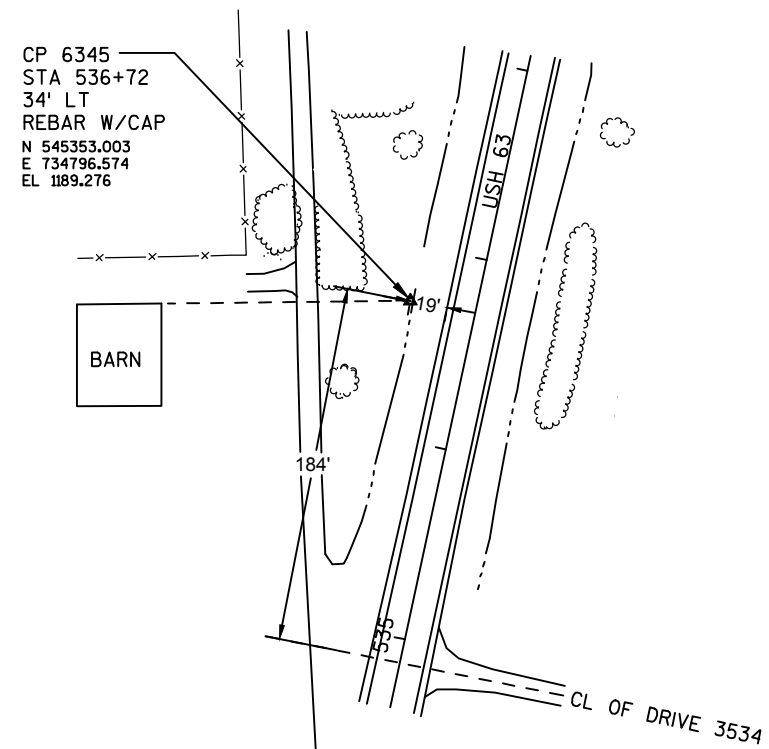 CP 6345
STA 536+72
34' LT
REBAR W/CAP
N 545353.003
E 734796.574
EL 1189.276
USH 63
19'
BARN
184'
535
CL OF DRIVE 3534